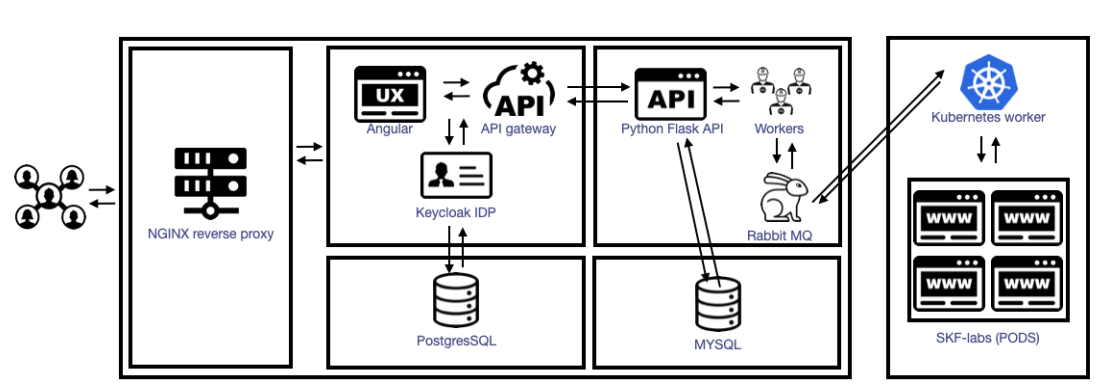 UX
API
API
Angular
API gateway
Python Flask API
Workers
Kubernetes worker
Keycloak IDP
NGINX reverse proxy
Rabbit MQ
www
www
www
www
PostgresSQL
MYSQL
SKF-labs (PODS)